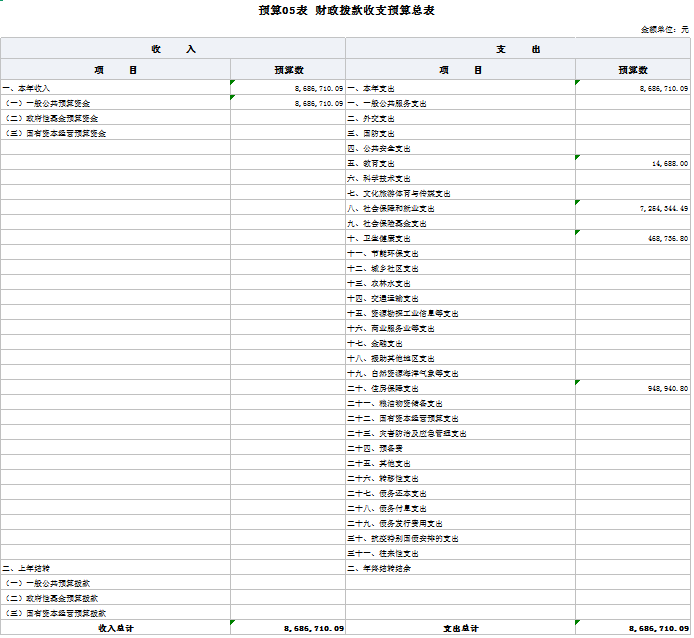 预算05表 财政拨款收支预算总表
金额单位：元
收 入 支 出
项 目 预算数 项 目 预算数
一、本年收入 8,686,710.09 一、本年支出 8,686,710.09
（一）一般公共预算资金 8,686,710.09 一、一般公共服务支出
（二）政府性基金预算资金 二、外交支出
（三）国有资本经营预算资金 三、国防支出
四、公共安全支出
五、教育支出 14,688.00
六、科学技术支出
七、文化旅游体育与传媒支出
八、社会保障和就业支出 7,254,344.49
九、社会保险基金支出
十、卫生健康支出 468,736.80
十一、节能环保支出
十二、城乡社区支出
十三、农林水支出
十四、交通运输支出
十五、资源勘探工业信息等支出
十六、商业服务业等支出
十七、金融支出
十八、援助其他地区支出
十九、自然资源海洋气象等支出
二十、住房保障支出 948,940.80
二十一、粮油物资储备支出
二十二、国有资本经营预算支出
二十三、灾害防治及应急管理支出
二十四、预备费
二十五、其他支出
二十六、转移性支出
二十七、债务还本支出
二十八、债务付息支出
二十九、债务发行费用支出
三十、抗疫特别国债安排的支出
三十一、往来性支出
二、上年结转 二、年终结转结余
（一）一般公共预算拨款
（二）政府性基金预算拨款
（三）国有资本经营预算拨款
收入总计 8,686,710.09 支出总计 8,686,710.09